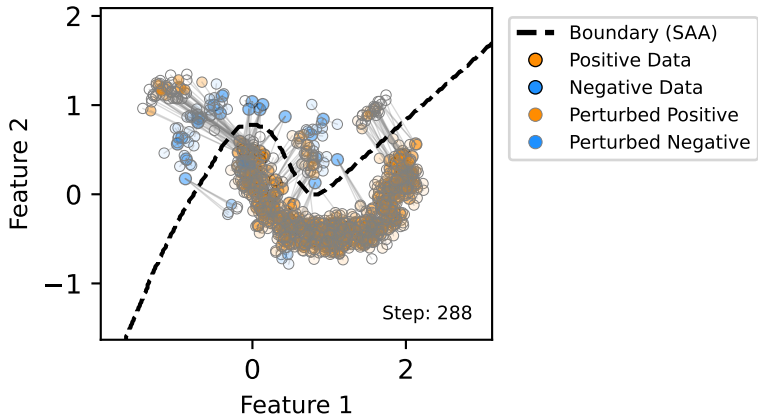 2
1
0
−1
Feature 2
0
2
Feature 1
Step: 288
Boundary (SAA)
Positive Data
Negative Data
Perturbed Positive
Perturbed Negative